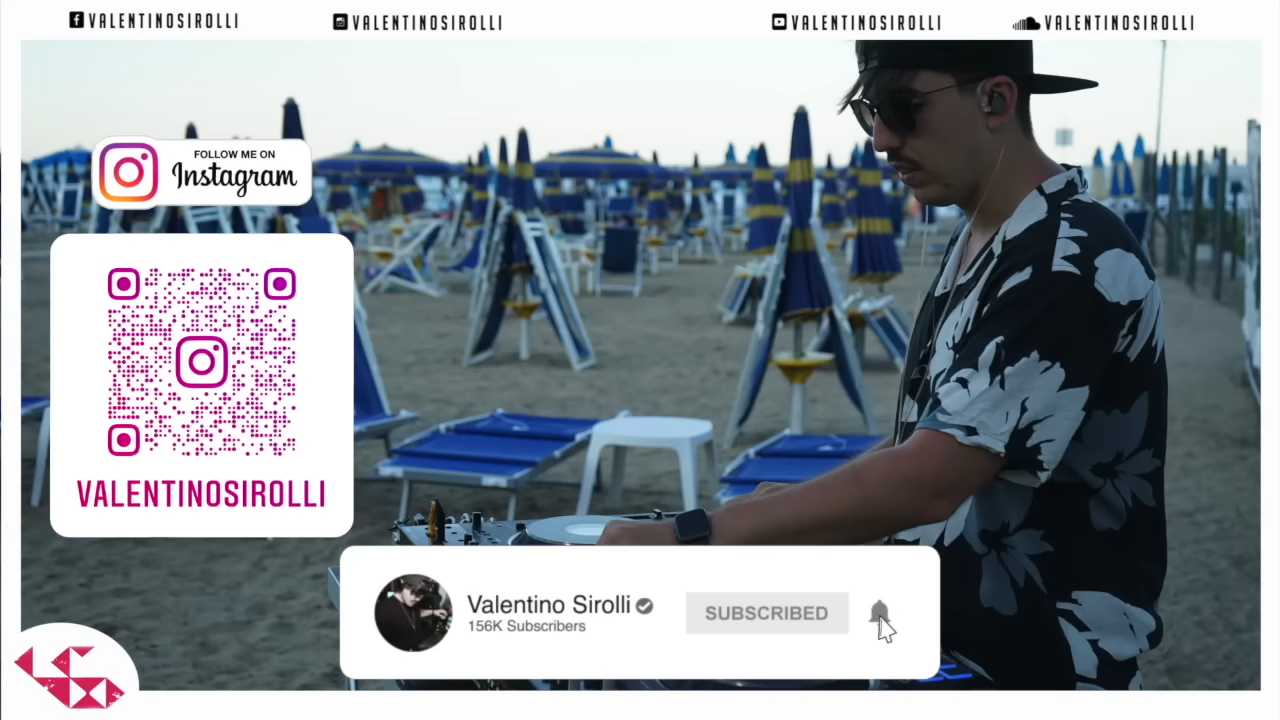 VALENTINOSIROLLI
VALENTINOSIROLLI
VALENTINOSIROLLI
VALENTINOSIROLLI
FOLLOW ME ON
Instagram
VALENTINOSIROLLI
Valentino Sirolli
156K Subscribers
SUBSCRIBED